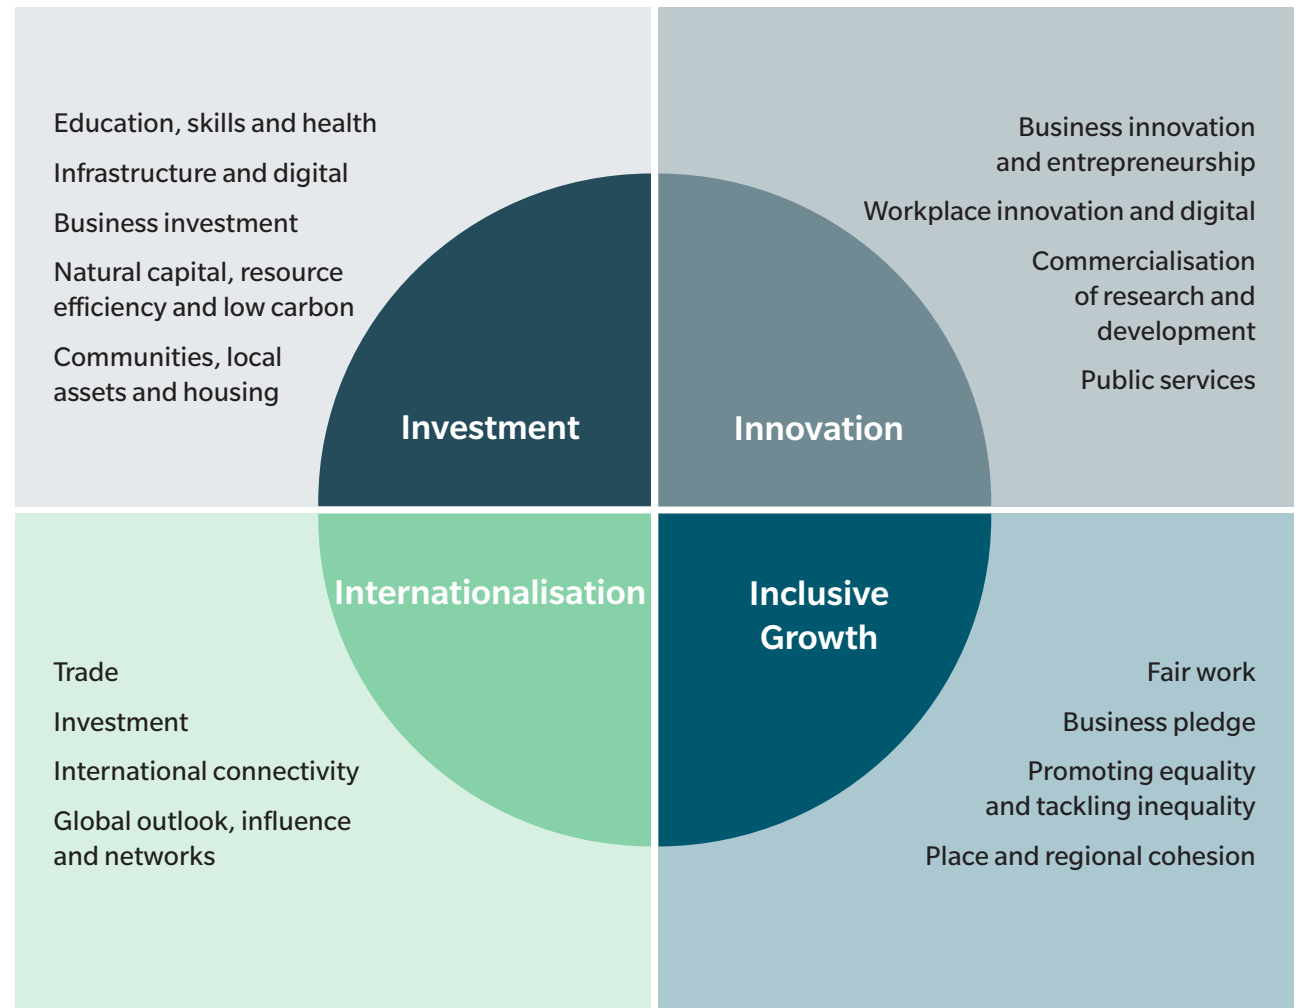 Education, skills and health
Infrastructure and digital
Business investment
Natural capital, resource
efficiency and low carbon
Communities, local
assets and housing
Investment
Business innovation
and entrepreneurship
Workplace innovation and digital
Commercialisation
of research and
development
Public services
Innovation
Internationalisation
Trade
Investment
International connectivity
Global outlook, influence
and networks
Inclusive
Growth
Fair work
Business pledge
Promoting equality
and tackling inequality
Place and regional cohesion